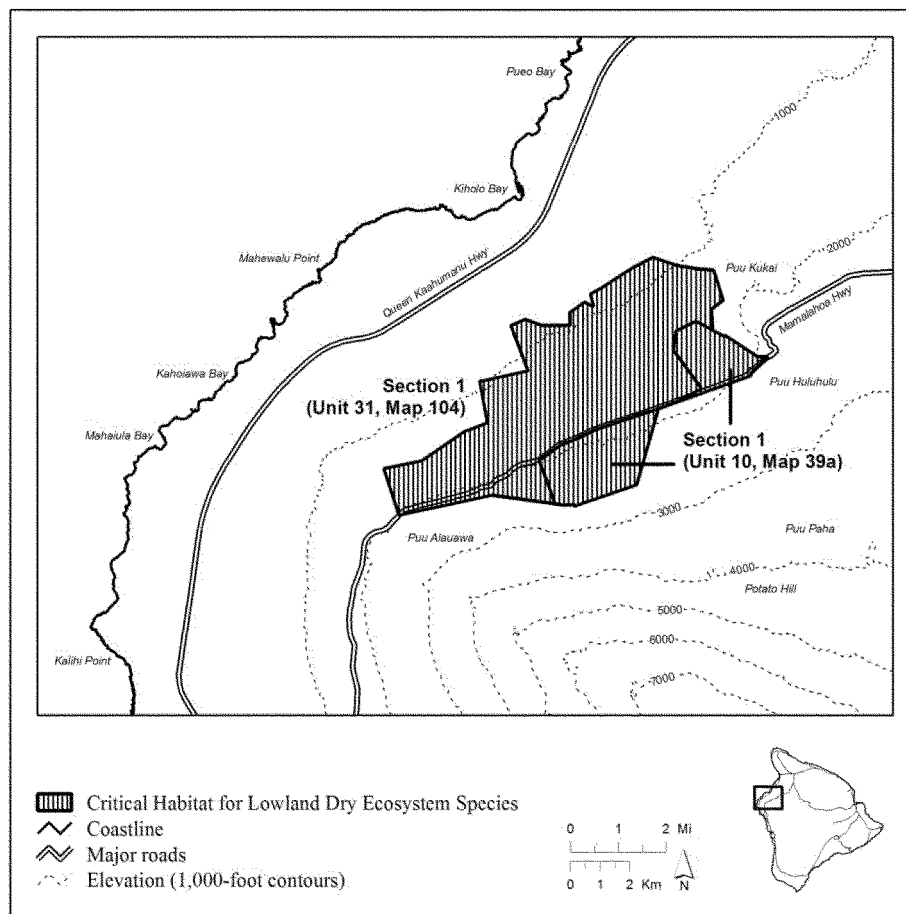 Pueo Bay
1000
Kiholo Bay
Mahewalu Point
2000
Puu Kukai
Queen Kaahumanu Hwy
Mamalahoa Hwy
Kahoiawa Bay
Section 1
(Unit 31, Map 104)
Puu Huluhulu
Mahaiula Bay
Section 1
(Unit 10, Map 39a)
3000
Puu Alauawa
Puu Paha
4000
Potato Hill
5000
6000
Kalihi Point
7000
Critical Habitat for Lowland Dry Ecosystem Species
Coastline
Major roads
Elevation (1,000-foot contours)
0 1 2 Mi
0 1 2 Km
N